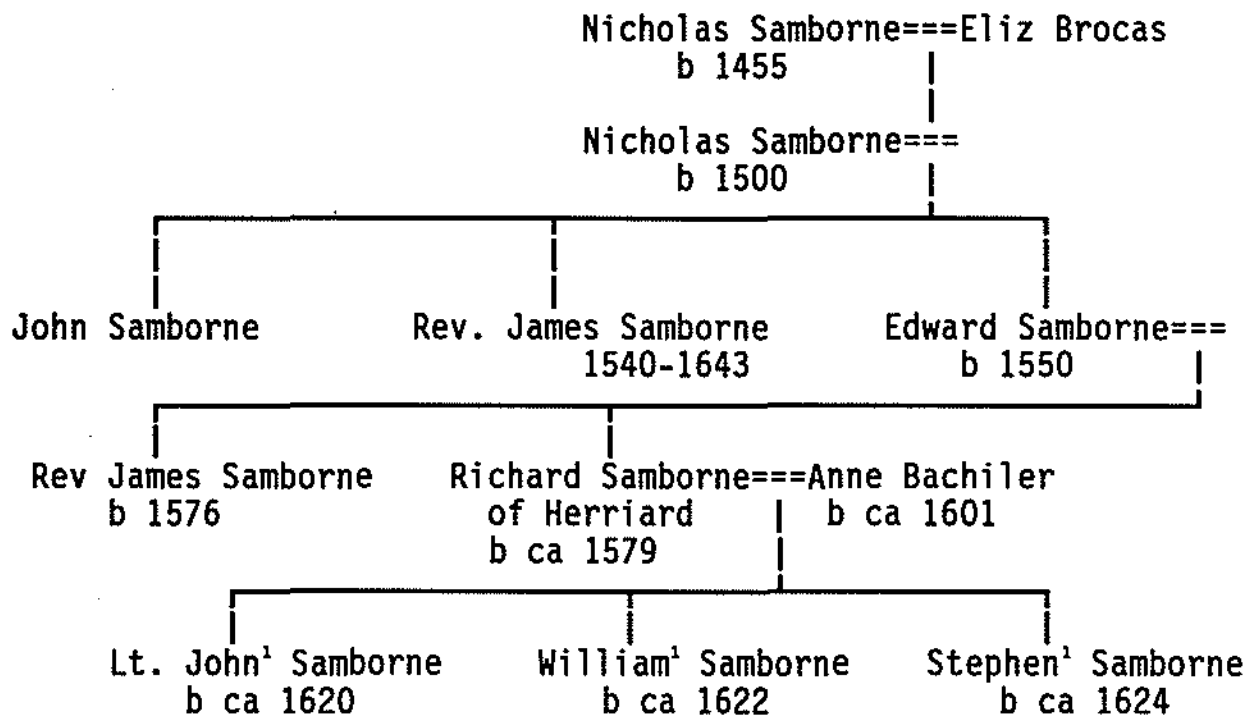 Nicholas Samborne===Eliz Brocas
b 1455
Nicholas Samborne===
b 1500
John Samborne Rev. James Samborne Edward Samborne===
1540-1643 b 1550
Rev James Samborne Richard Samborne===Anne Bachiler
b 1576 of Herriard b ca 1601
b ca 1579
Lt. John¹ Samborne William¹ Samborne Stephen¹ Samborne
b ca 1620 b ca 1622 b ca 1624